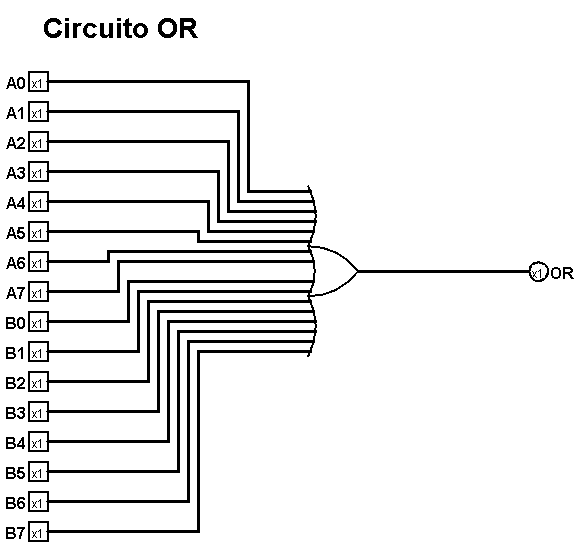 Circuito OR
A0 x1
A1 x1
A2 x1
A3 x1
A4 x1
A5 x1
A6 x1
A7 x1
x1 OR
B0 x1
B1 x1
B2 x1
B3 x1
B4 x1
B5 x1
B6 x1
B7 x1